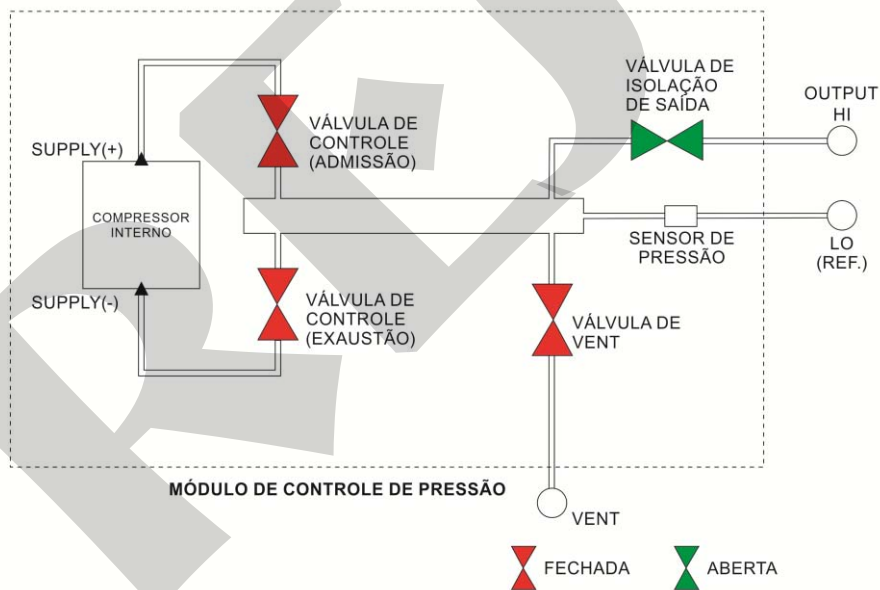 VÁLVULA DE
ISOLAÇÃO
DE SAÍDA
OUTPUT
HI
VÁLVULA DE
CONTROLE
(ADMISSÃO)
SUPPLY(+)
COMPRESSOR
INTERNO
SENSOR DE
PRESSÃO
LO
(REF.)
SUPPLY(-)
VÁLVULA DE
CONTROLE
(EXAUSTÃO)
VÁLVULA DE
VENT
MÓDULO DE CONTROLE DE PRESSÃO
VENT
FECHADA
ABERTA